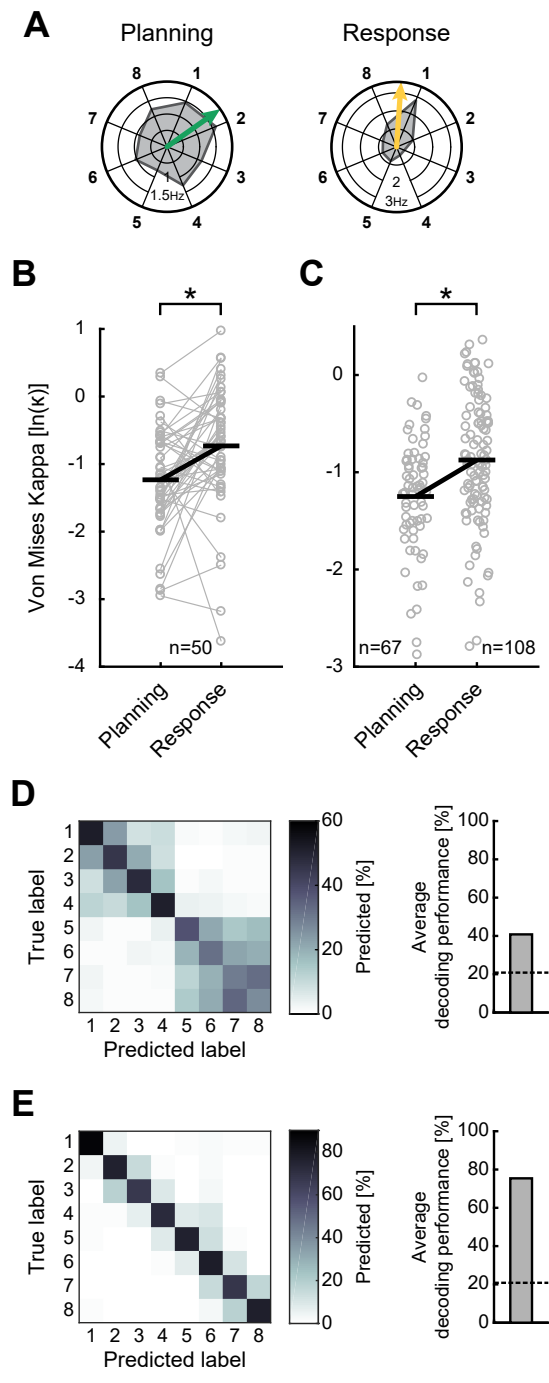 A
Planning
Response
8 1
7 2
6 3
5 4
1
1.5Hz
8 1
7 2
6 3
5 4
2
3Hz
B
C
*
*
Von Mises Kappa [ln(κ)]
1
0
-1
-2
-3
-4
n=50
Planning
Response
0
-1
-2
-3
n=67
n=108
Planning
Response
D
True label
1
2
3
4
5
6
7
8
1 2 3 4 5 6 7 8
Predicted label
60
40
20
0
Predicted [%]
Average
decoding performance [%]
100
80
60
40
20
0
E
True label
1
2
3
4
5
6
7
8
1 2 3 4 5 6 7 8
Predicted label
80
60
40
20
0
Predicted [%]
Average
decoding performance [%]
100
80
60
40
20
0